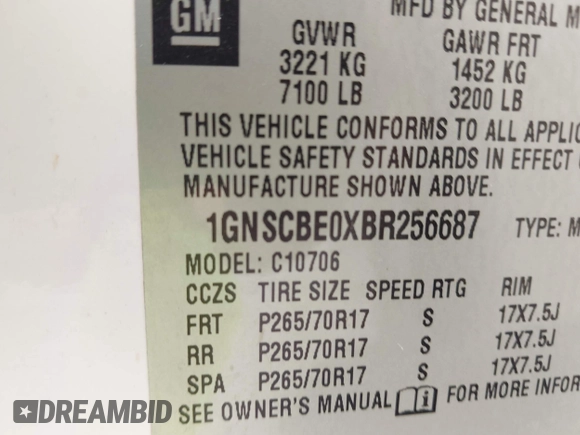 GM
MFD BY GENERAL M
GVWR GAWR FRT
3221 KG 1452 KG
7100 LB 3200 LB
THIS VEHICLE CONFORMS TO ALL APPLIC
VEHICLE SAFETY STANDARDS IN EFFECT
MANUFACTURE SHOWN ABOVE.
1GNSCBE0XBR256687 TYPE: M
MODEL: C10706
CCZS TIRE SIZE SPEED RTG RIM
FRT P265/70R17 S 17X7.5J
RR P265/70R17 S 17X7.5J
SPA P265/70R17 S 17X7.5J
SEE OWNER'S MANUAL FOR MORE INFOR
DREAMBID